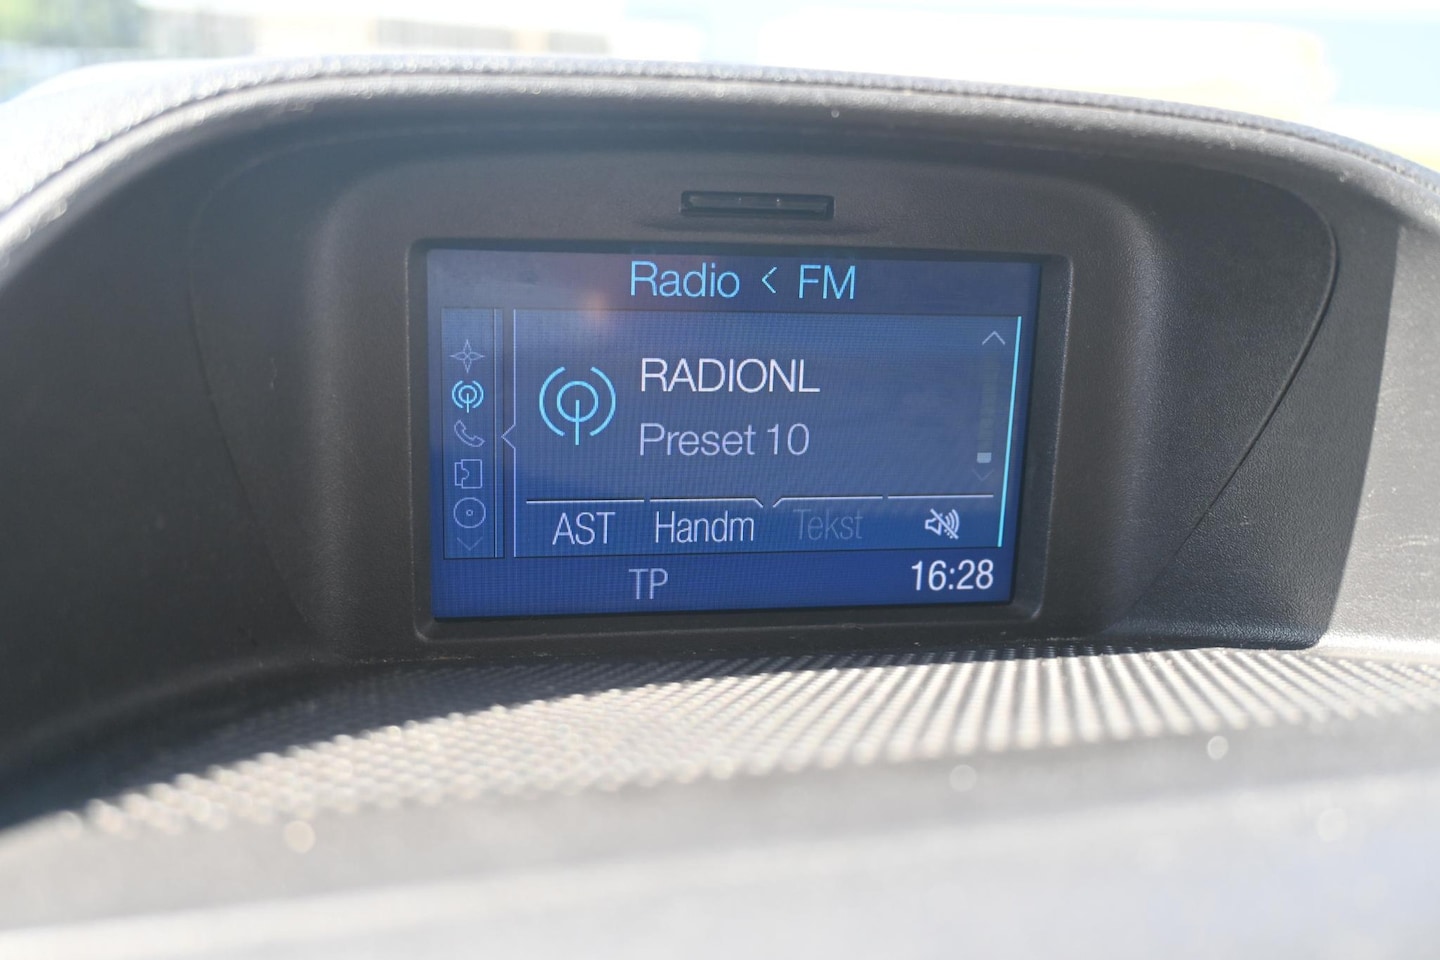 Radio < FM
RADIONL
Preset 10
AST Handm Tekst
TP 16:28